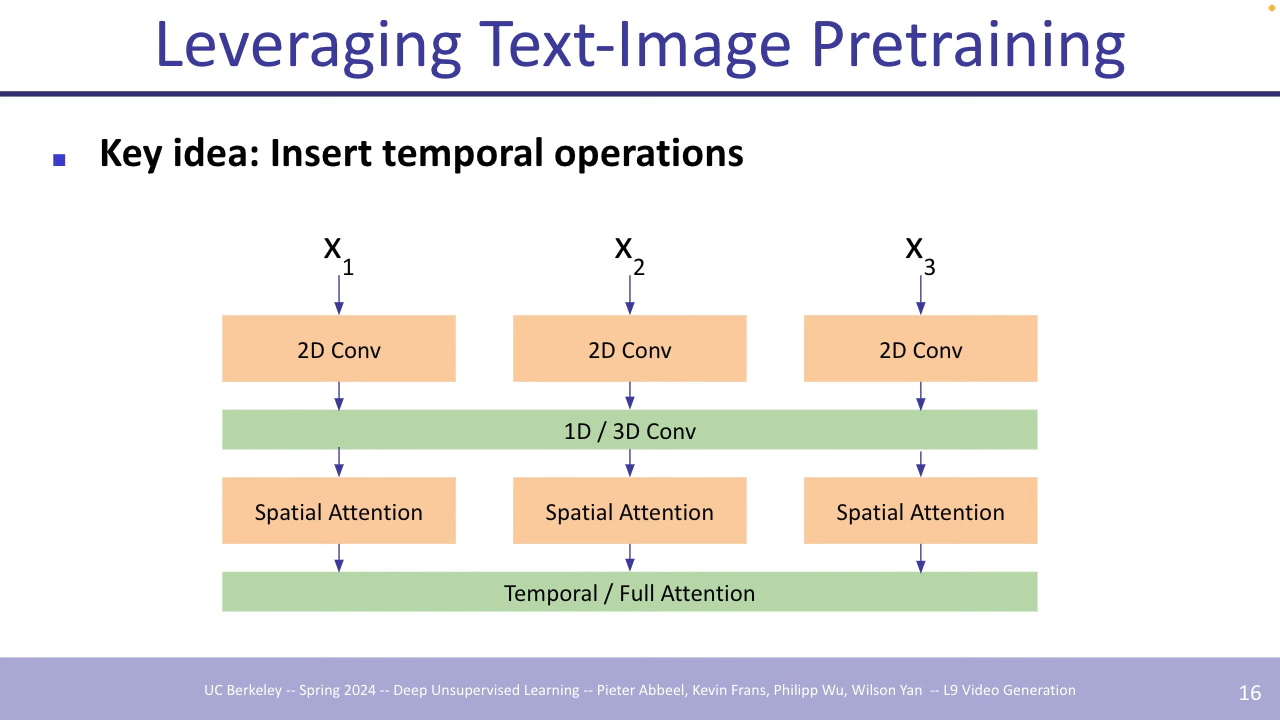 Leveraging Text-Image Pretraining
Key idea: Insert temporal operations
x1 x2 x3
2D Conv 2D Conv 2D Conv
1D / 3D Conv
Spatial Attention Spatial Attention Spatial Attention
Temporal / Full Attention
UC Berkeley -- Spring 2024 -- Deep Unsupervised Learning -- Pieter Abbeel, Kevin Frans, Philipp Wu, Wilson Yan -- L9 Video Generation
16